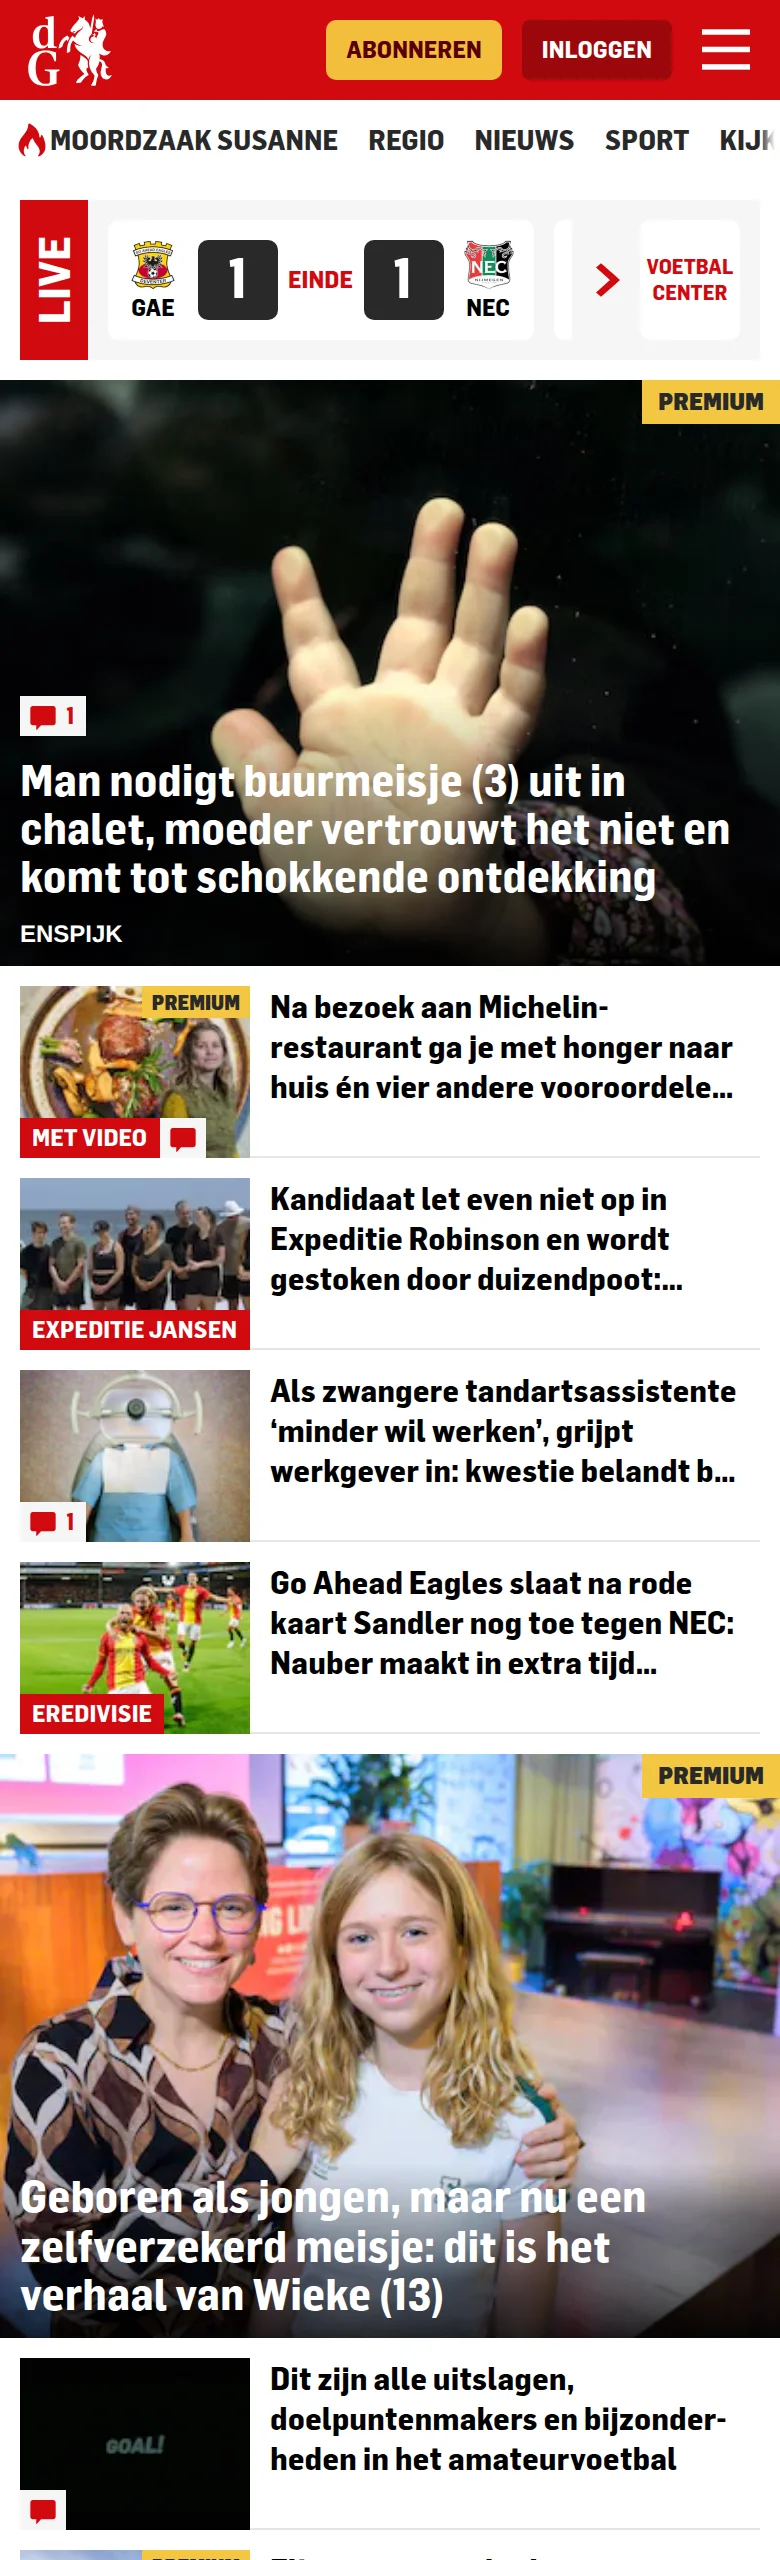 dG
ABONNEREN
INLOGGEN
MOORDZAAK SUSANNE REGIO NIEUWS SPORT KIJK
LIVE
GAE
1
EINDE
1
NEC
NEC
VOETBAL
CENTER
PREMIUM
1
Man nodigt buurmeisje (3) uit in
chalet, moeder vertrouwt het niet en
komt tot schokkende ontdekking
ENSPIJK
PREMIUM
MET VIDEO
Na bezoek aan Michelin-
restaurant ga je met honger naar
huis én vier andere vooroordele...
EXPEDITIE JANSEN
Kandidaat let even niet op in
Expeditie Robinson en wordt
gestoken door duizendpoot:...
1
Als zwangere tandartsassistente
‘minder wil werken’, grijpt
werkgever in: kwestie belandt b...
EREDIVISIE
Go Ahead Eagles slaat na rode
kaart Sandler nog toe tegen NEC:
Nauber maakt in extra tijd...
PREMIUM
Geboren als jongen, maar nu een
zelfverzekerd meisje: dit is het
verhaal van Wieke (13)
GOAL!
Dit zijn alle uitslagen,
doelpuntenmakers en bijzonder-
heden in het amateurvoetbal